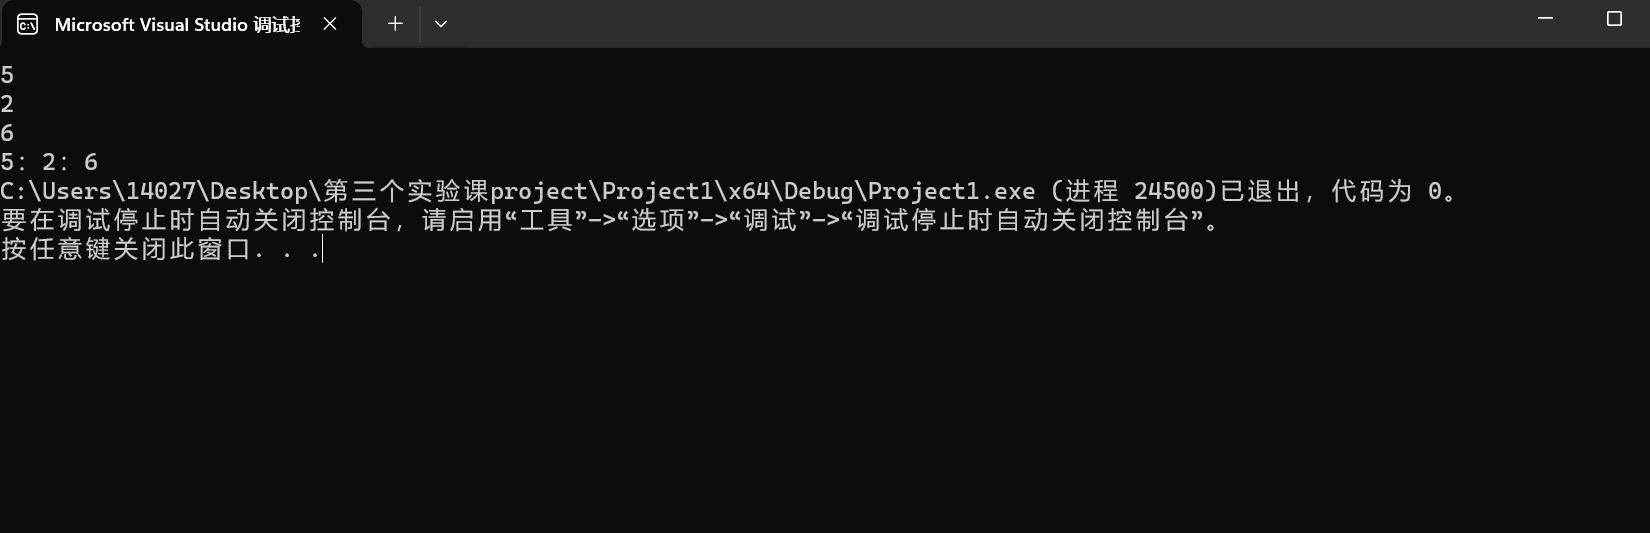 Microsoft Visual Studio 调试
5
2
6
5：2：6
C:\Users\14027\Desktop\第三个实验课project\Project1\x64\Debug\Project1.exe (进程 24500)已退出，代码为 0。
要在调试停止时自动关闭控制台，请启用“工具”->“选项”->“调试”->“调试停止时自动关闭控制台”。
按任意键关闭此窗口. . .